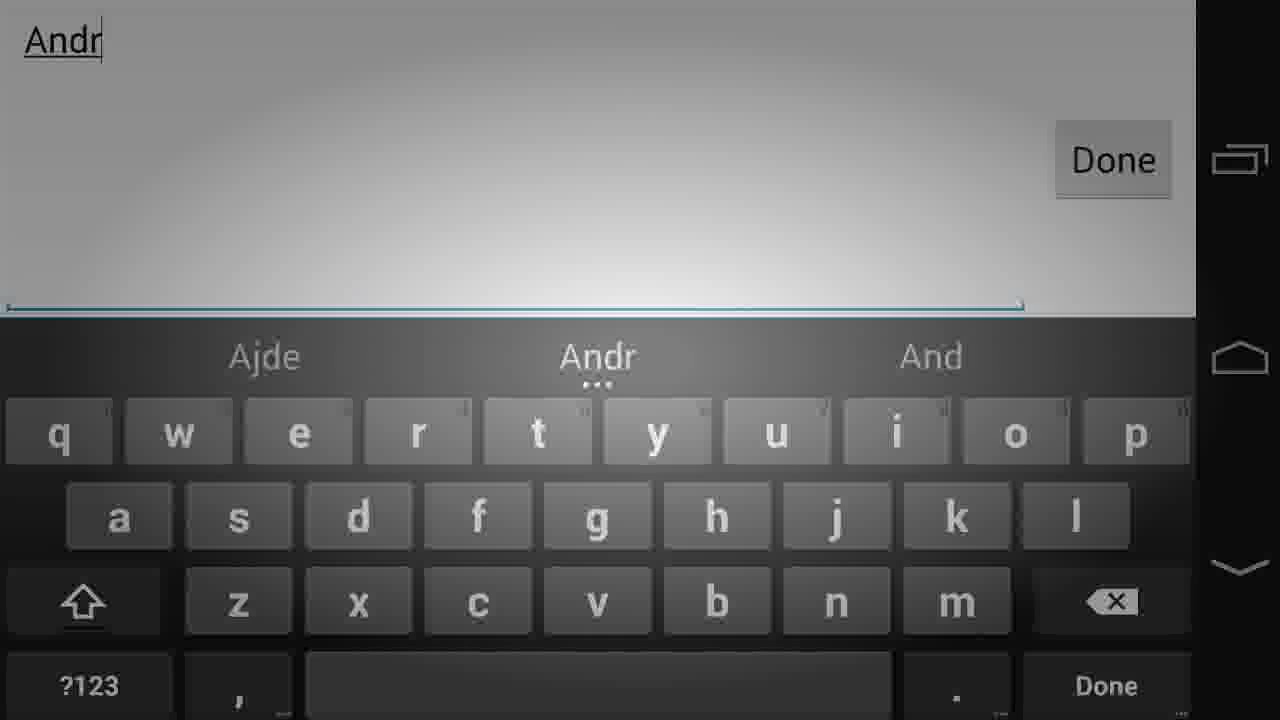 Andr
Done
Ajde Andr And
q w e r t y u i o p
a s d f g h j k l
z x c v b n m
?123 , . Done